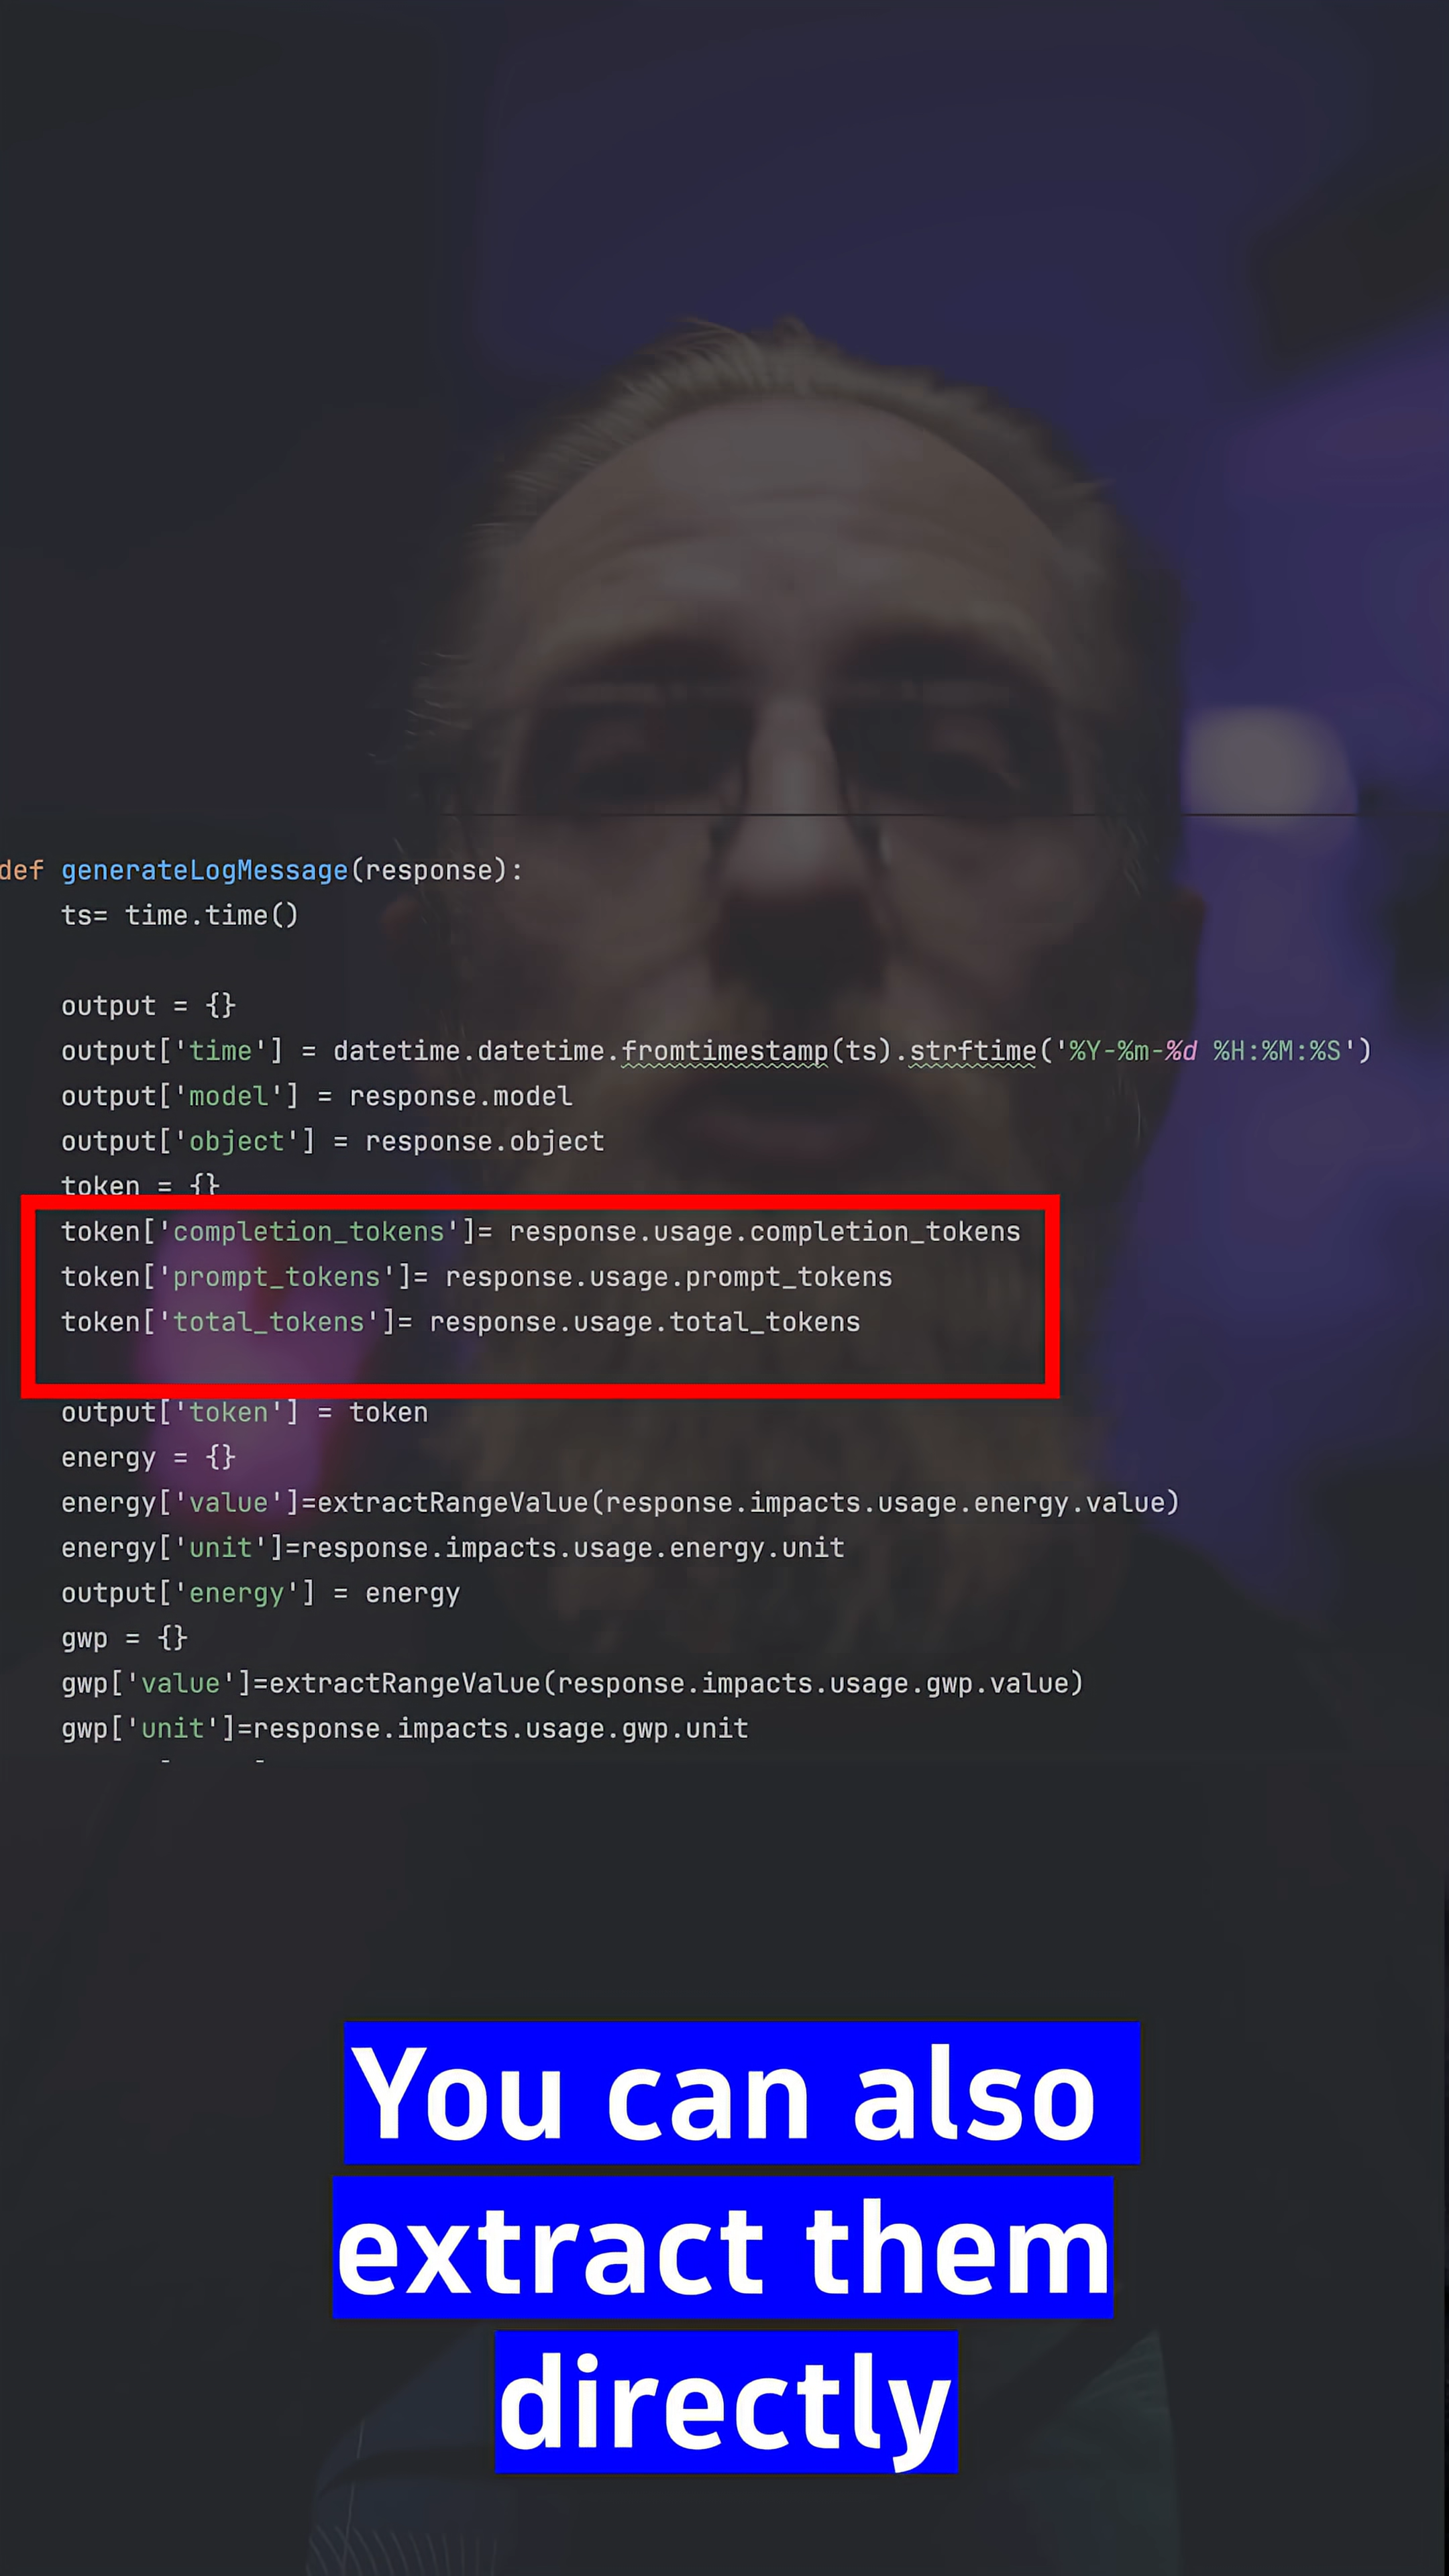 def generateLogMessage(response):
ts= time.time()
output = {}
output['time'] = datetime.datetime.fromtimestamp(ts).strftime('%Y-%m-%d %H:%M:%S')
output['model'] = response.model
output['object'] = response.object
token = {}
token['completion_tokens']= response.usage.completion_tokens
token['prompt_tokens']= response.usage.prompt_tokens
token['total_tokens']= response.usage.total_tokens
output['token'] = token
energy = {}
energy['value']=extractRangeValue(response.impacts.usage.energy.value)
energy['unit']=response.impacts.usage.energy.unit
output['energy'] = energy
gwp = {}
gwp['value']=extractRangeValue(response.impacts.usage.gwp.value)
gwp['unit']=response.impacts.usage.gwp.unit
You can also
extract them
directly